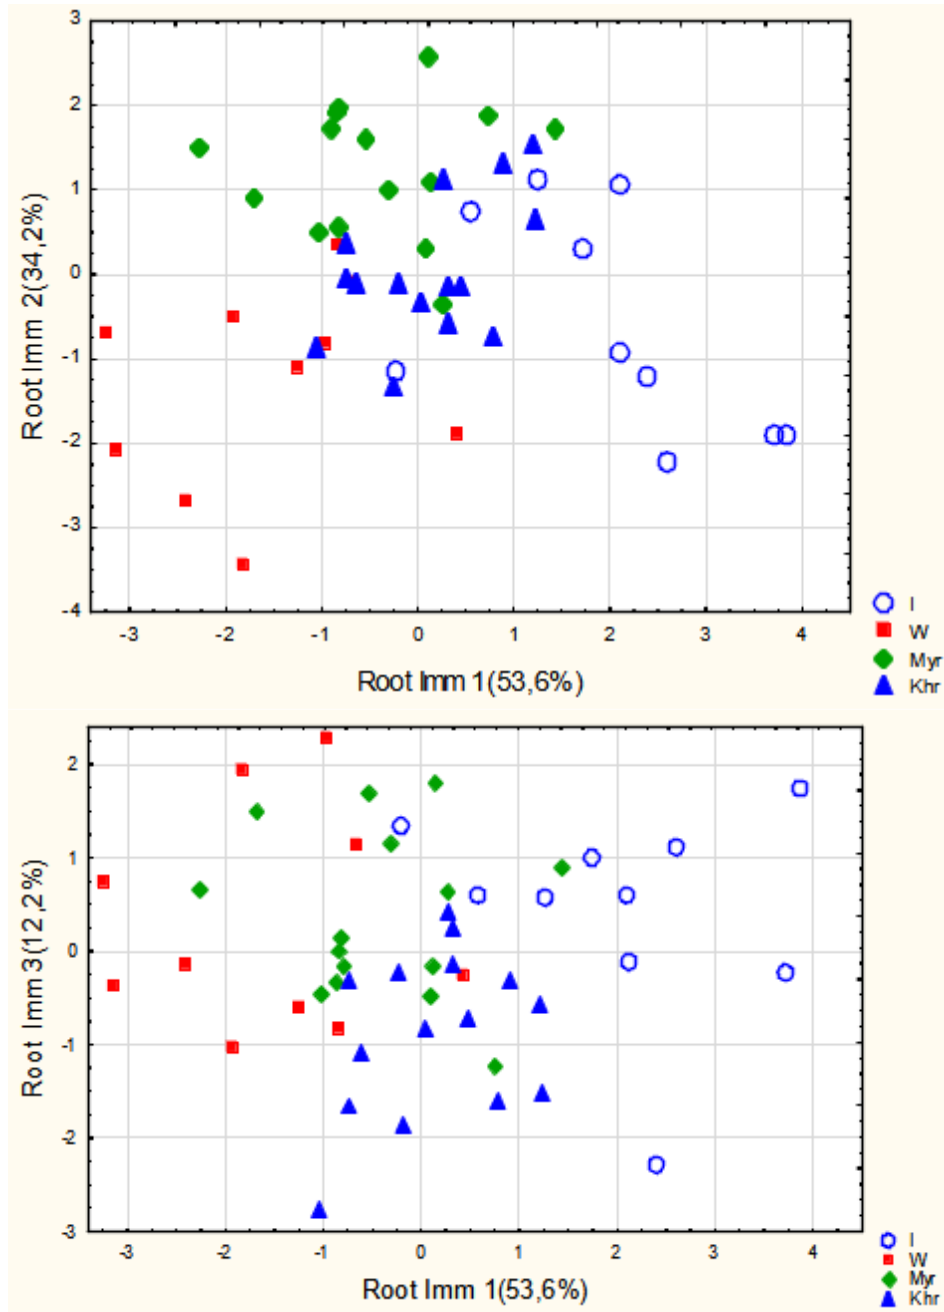 3
2
1
0
-1
-2
-3
-4
Root Imm 2(34,2%)
-3 -2 -1 0 1 2 3 4
Root Imm 1(53,6%)
I
W
Myr
Khr
2
1
0
-1
-2
-3
Root Imm 3(12,2%)
-3 -2 -1 0 1 2 3 4
Root Imm 1(53,6%)
I
W
Myr
Khr